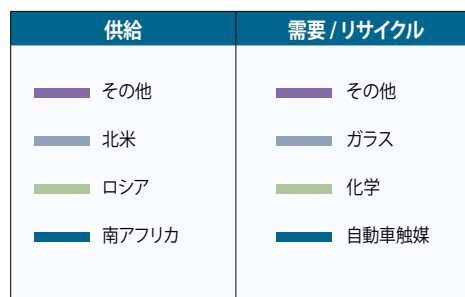 供給
需要 / リサイクル
その他
その他
北米
ガラス
ロシア
化学
南アフリカ
自動車触媒